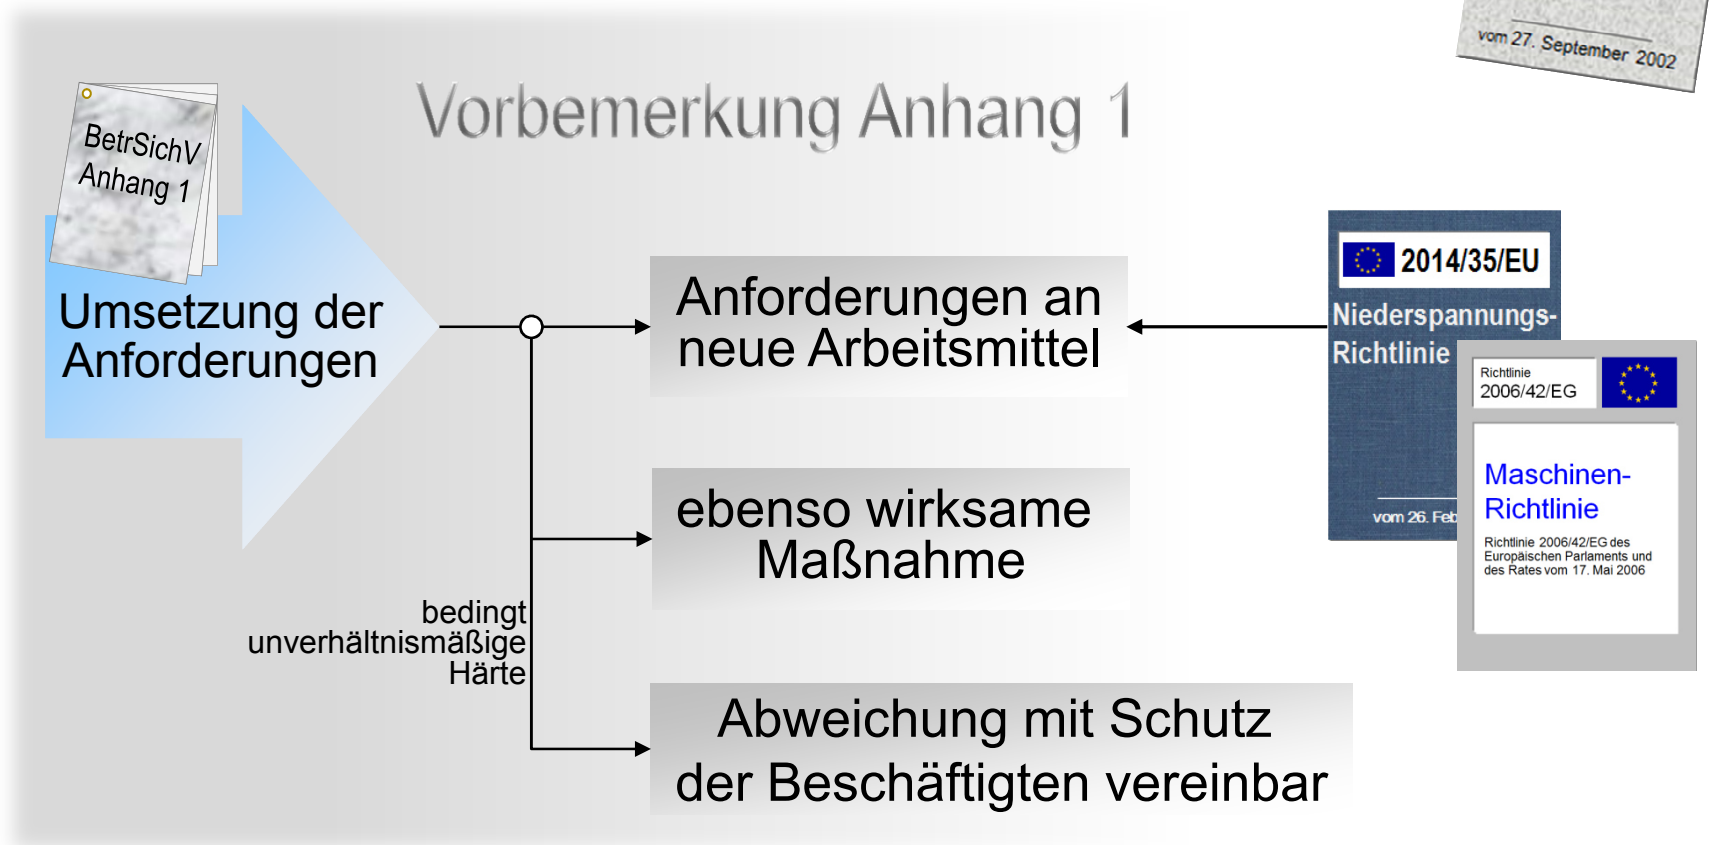 vom 27. September 2002
Vorbemerkung Anhang 1
BetrSichV
Anhang 1
Umsetzung der
Anforderungen
Anforderungen an
neue Arbeitsmittel
2014/35/EU
Niederspannungs-
Richtlinie
vom 26. Feb
Richtlinie
2006/42/EG
Maschinen-
Richtlinie
Richtlinie 2006/42/EG des
Europäischen Parlaments und
des Rates vom 17. Mai 2006
ebenso wirksame
Maßnahme
bedingt
unverhältnismäßige
Härte
Abweichung mit Schutz
der Beschäftigten vereinbar